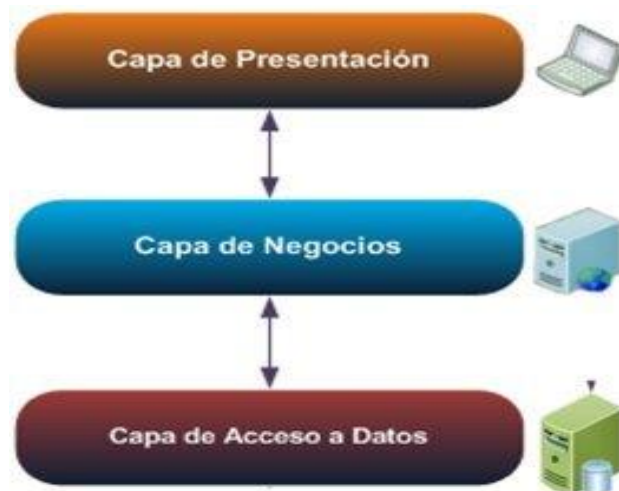 Capa de Presentación
Capa de Negocios
Capa de Acceso a Datos